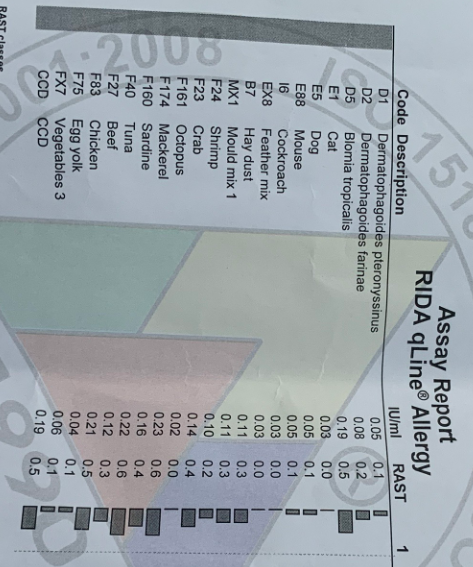 Assay Report
RIDA qLine® Allergy
Code Description IU/ml RAST 1
D1 Dermatophagoides pteronyssinus 0.05 0.1
D2 Dermatophagoides farinae 0.08 0.2
D5 Blomia tropicalis 0.19 0.5
E1 Cat 0.03 0.0
E5 Dog 0.05 0.1
E88 Mouse 0.05 0.1
I6 Cockroach 0.03 0.0
EX8 Feather mix 0.03 0.0
B7 Hay dust 0.11 0.3
MX1 Mould mix 1 0.11 0.3
F24 Shrimp 0.10 0.2
F23 Crab 0.14 0.4
F161 Octopus 0.02 0.0
F174 Mackerel 0.23 0.6
F180 Sardine 0.16 0.4
F40 Tuna 0.22 0.6
F27 Beef 0.12 0.3
F83 Chicken 0.21 0.5
F75 Egg yolk 0.04 0.1
FX7 Vegetables 3 0.06 0.1
CCD CCD 0.19 0.5
RAST classes
001:2008
ISO 1518